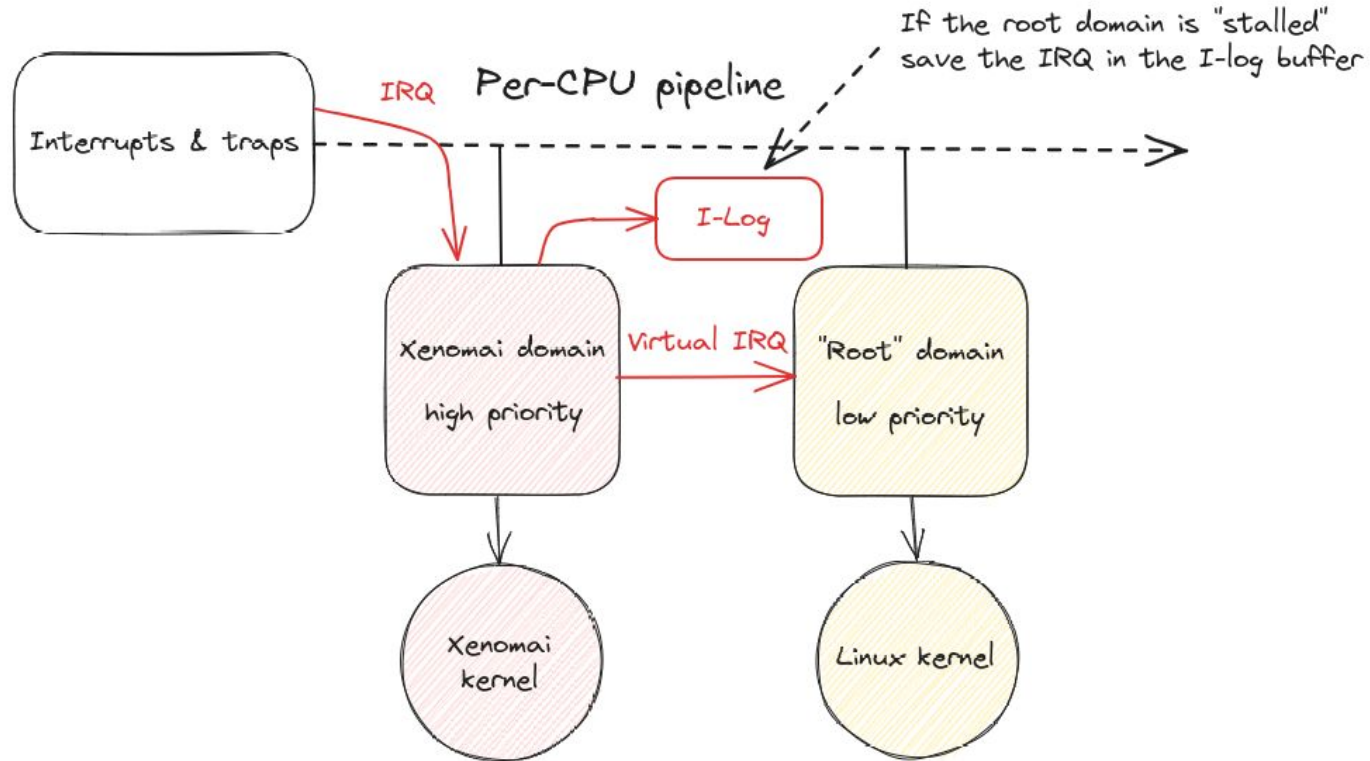 If the root domain is "stalled"
save the IRQ in the I-log buffer
Per-CPU pipeline
IRQ
Interrupts & traps
I-Log
Xenomai domain
high priority
Virtual IRQ
"Root" domain
low priority
Xenomai
kernel
Linux kernel